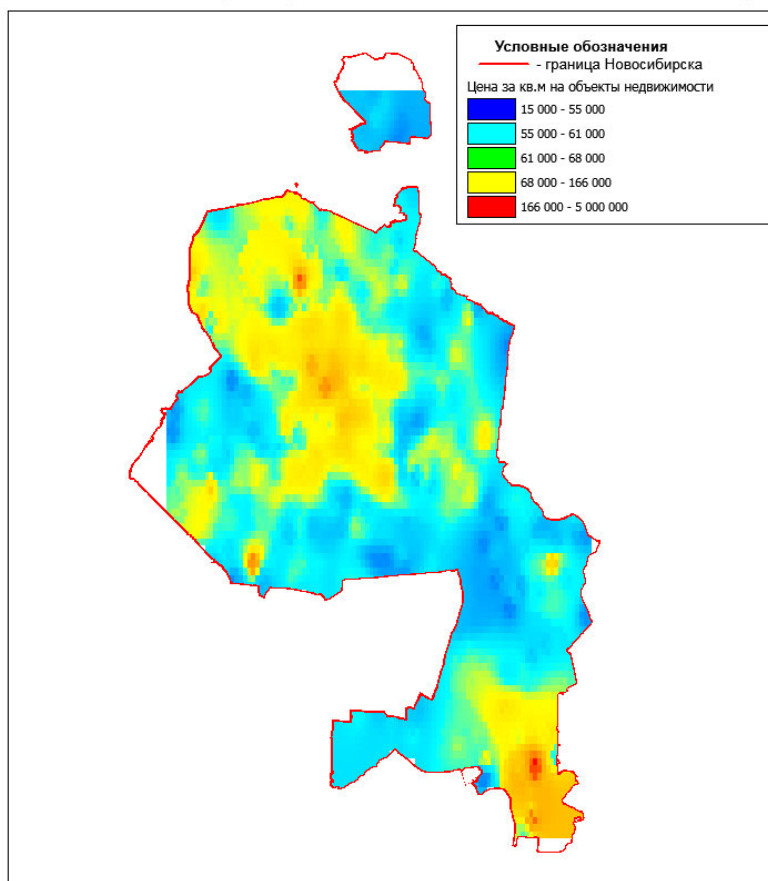 Условные обозначения
- граница Новосибирска
Цена за кв.м на объекты недвижимости
15 000 - 55 000
55 000 - 61 000
61 000 - 68 000
68 000 - 166 000
166 000 - 5 000 000